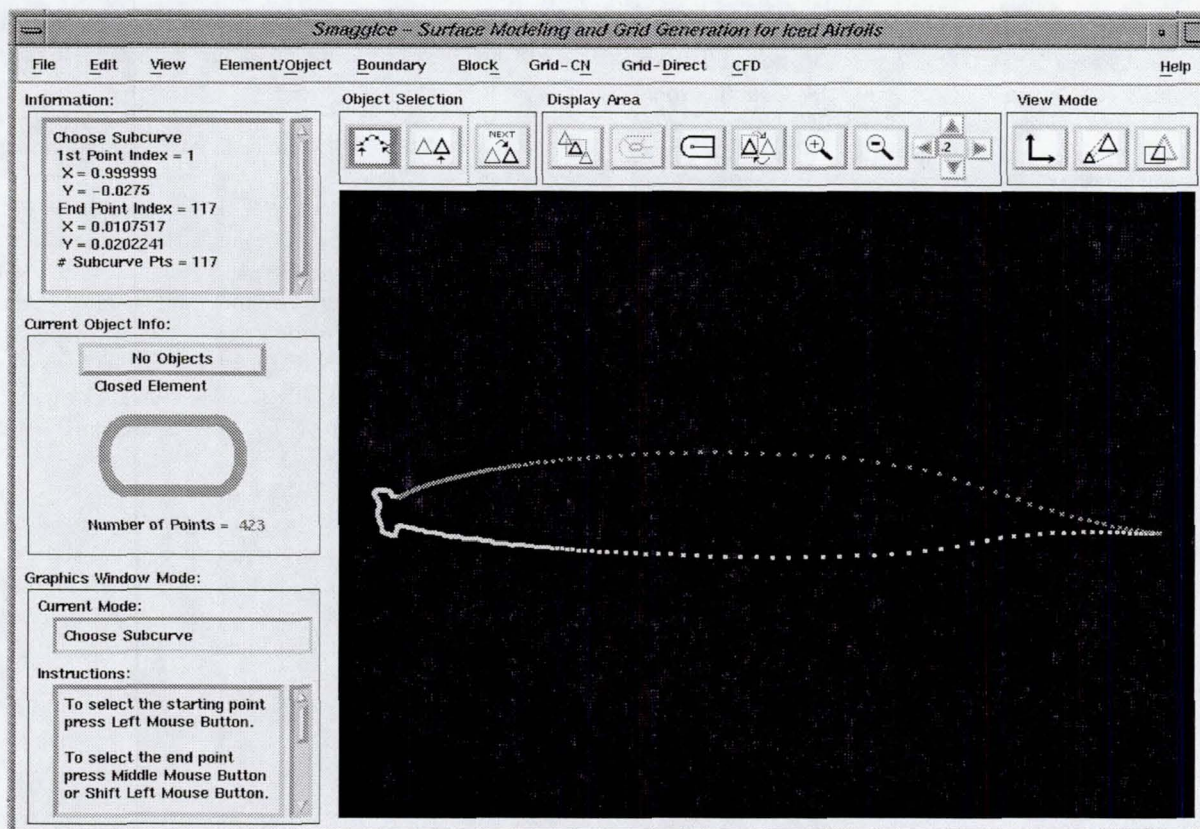 SmaggIce - Surface Modeling and Grid Generation for Iced Airfoils
File Edit View Element/Object Boundary Block Grid-CN Grid-Direct CFD Help
Information:
Object Selection
Display Area
View Mode
NEXT
.2
Choose Subcurve
1st Point Index = 1
X = 0.999999
Y = -0.0275
End Point Index = 117
X = 0.0107517
Y = 0.0202241
# Subcurve Pts = 117
Current Object Info:
No Objects
Closed Element
Number of Points = 423
Graphics Window Mode:
Current Mode:
Choose Subcurve
Instructions:
To select the starting point
press Left Mouse Button.
To select the end point
press Middle Mouse Button
or Shift Left Mouse Button.